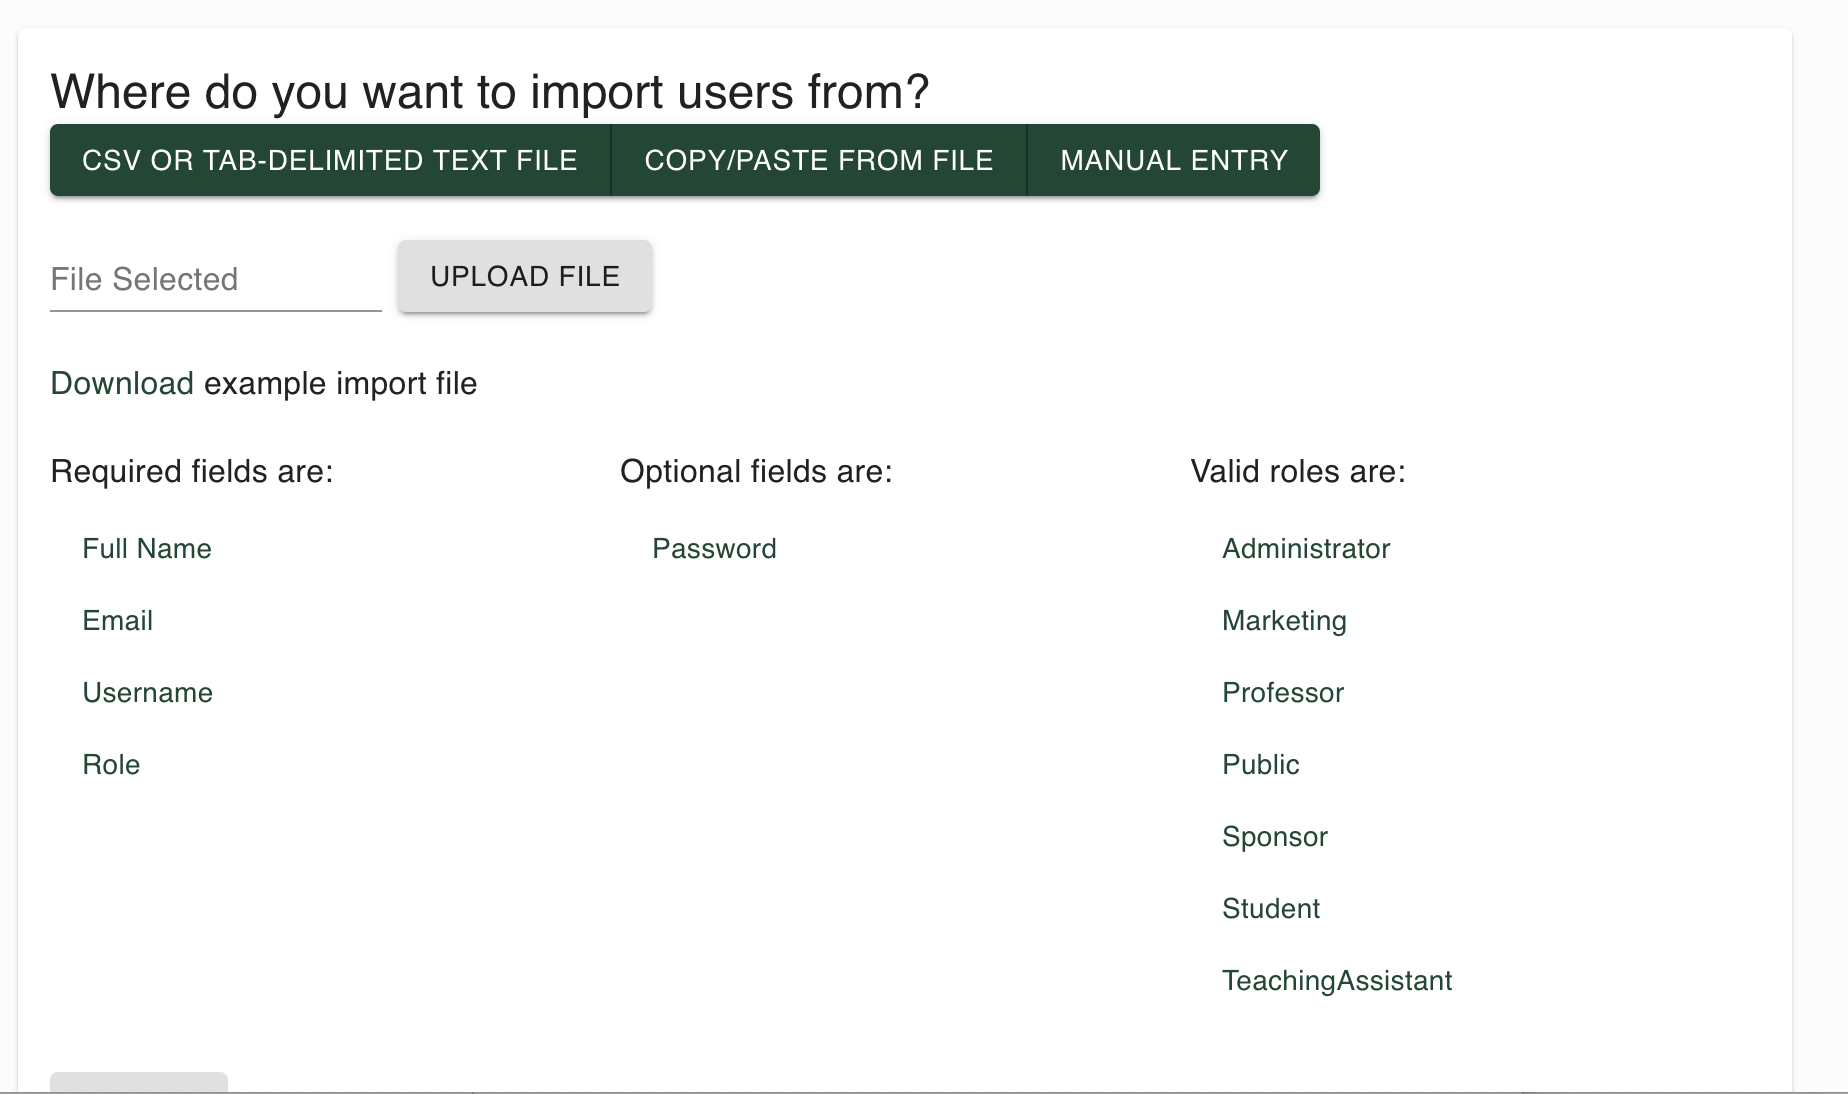 Where do you want to import users from?
CSV OR TAB-DELIMITED TEXT FILE
COPY/PASTE FROM FILE
MANUAL ENTRY
File Selected
UPLOAD FILE
Download example import file
Required fields are:
Full Name
Email
Username
Role
Optional fields are:
Password
Valid roles are:
Administrator
Marketing
Professor
Public
Sponsor
Student
TeachingAssistant